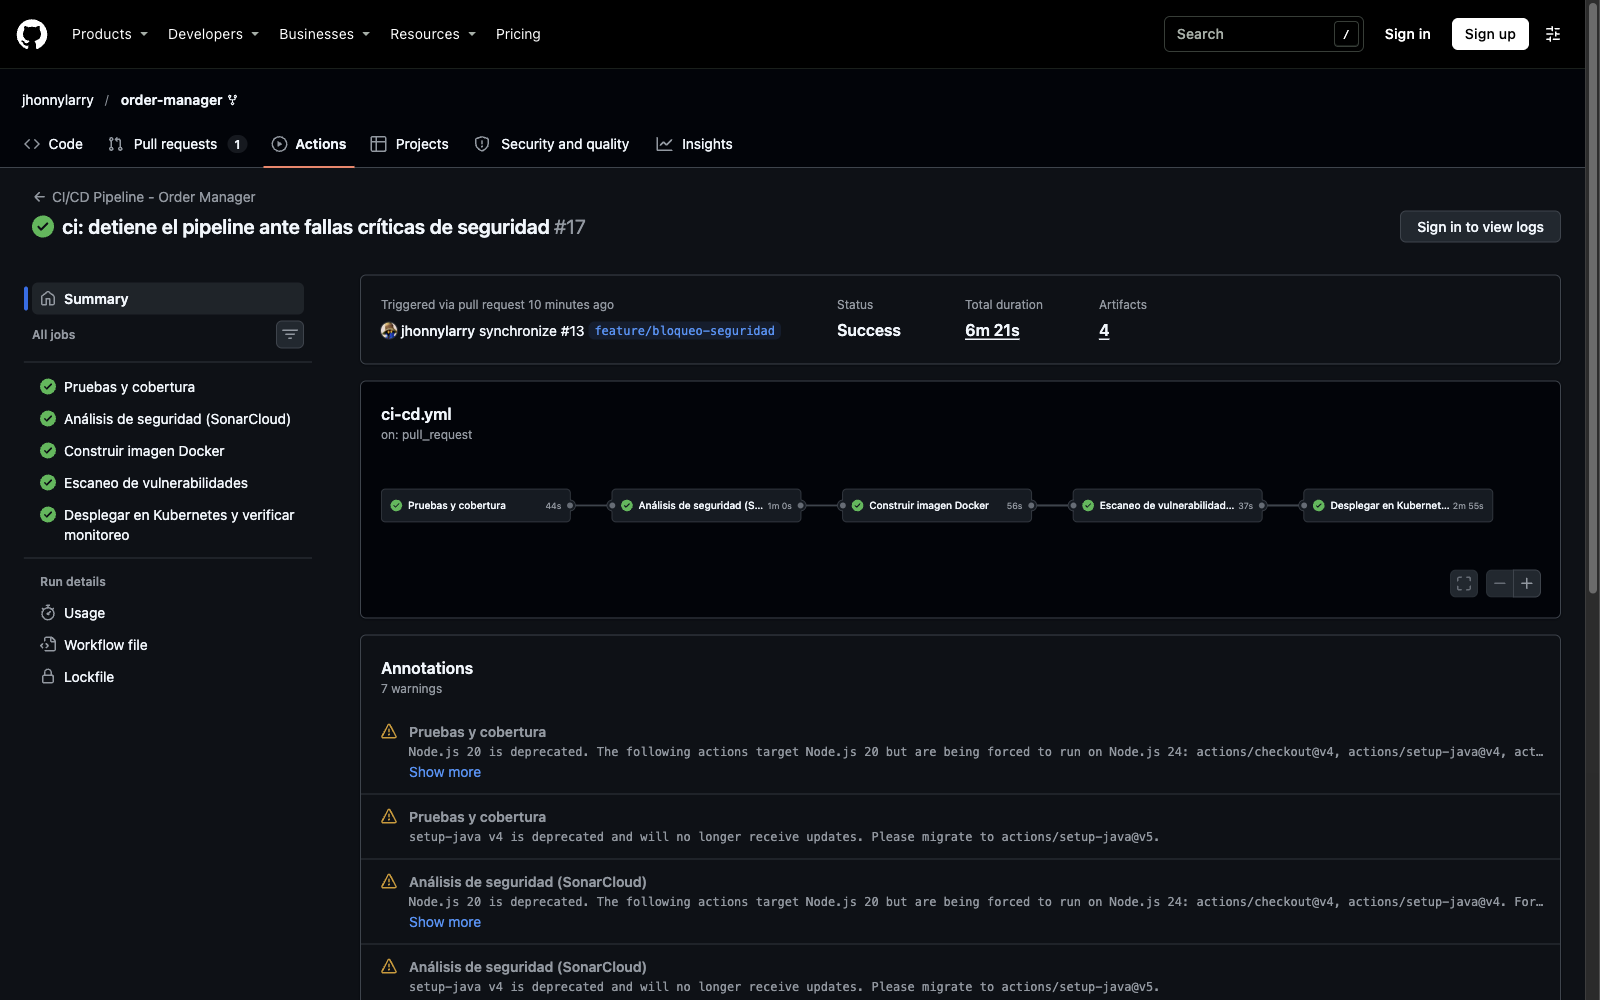 Products Developers Businesses Resources Pricing Search / Sign in Sign up
jhonnylarry / order-manager
Code Pull requests 1 Actions Projects Security and quality Insights
CI/CD Pipeline - Order Manager
ci: detiene el pipeline ante fallas críticas de seguridad #17
Sign in to view logs
Summary
All jobs
Pruebas y cobertura
Análisis de seguridad (SonarCloud)
Construir imagen Docker
Escaneo de vulnerabilidades
Desplegar en Kubernetes y verificar
monitoreo
Run details
Usage
Workflow file
Lockfile
Triggered via pull request 10 minutes ago
jhonnylarry synchronize #13 feature/bloqueo-seguridad
Status
Success
Total duration
6m 21s
Artifacts
4
ci-cd.yml
on: pull_request
Pruebas y cobertura 44s
Análisis de seguridad (S... 1m 0s
Construir imagen Docker 56s
Escaneo de vulnerabilidad... 37s
Desplegar en Kubernet... 2m 55s
Annotations
7 warnings
Pruebas y cobertura
Node.js 20 is deprecated. The following actions target Node.js 20 but are being forced to run on Node.js 24: actions/checkout@v4, actions/setup-java@v4, act…
Show more
Pruebas y cobertura
setup-java v4 is deprecated and will no longer receive updates. Please migrate to actions/setup-java@v5.
Análisis de seguridad (SonarCloud)
Node.js 20 is deprecated. The following actions target Node.js 20 but are being forced to run on Node.js 24: actions/checkout@v4, actions/setup-java@v4. For…
Show more
Análisis de seguridad (SonarCloud)
setup-java v4 is deprecated and will no longer receive updates. Please migrate to actions/setup-java@v5.